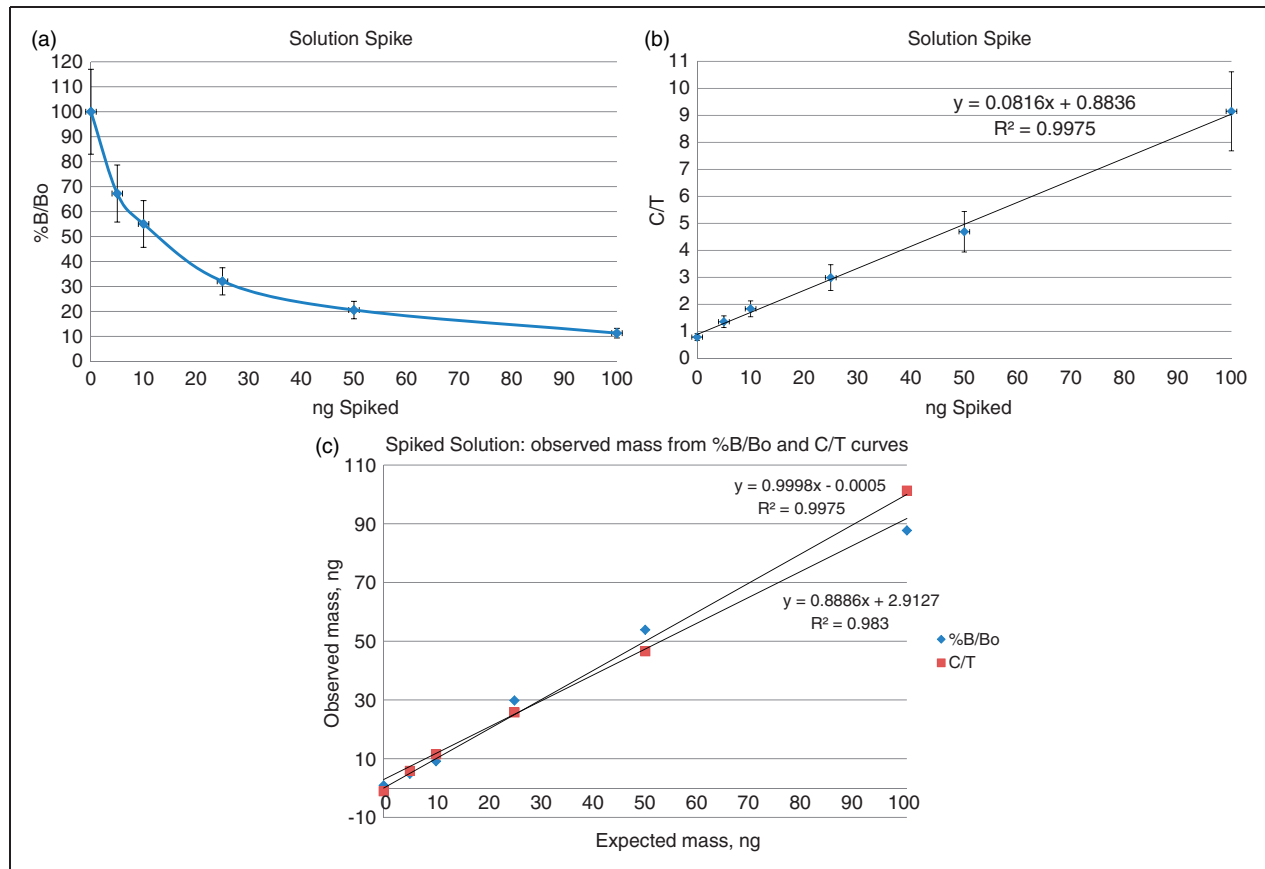 (a)
Solution Spike
120
110
100
90
80
70
60
50
40
30
20
10
0
%B/Bo
0 10 20 30 40 50 60 70 80 90 100
ng Spiked
(b)
Solution Spike
11
10
9
8
7
6
5
4
3
2
1
0
C/T
y = 0.0816x + 0.8836
R² = 0.9975
0 10 20 30 40 50 60 70 80 90 100
ng Spiked
(c)
Spiked Solution: observed mass from %B/Bo and C/T curves
110
90
70
50
30
10
-10
Observed mass, ng
y = 0.9998x - 0.0005
R² = 0.9975
y = 0.8886x + 2.9127
R² = 0.983
%B/Bo
C/T
0 10 20 30 40 50 60 70 80 90 100
Expected mass, ng